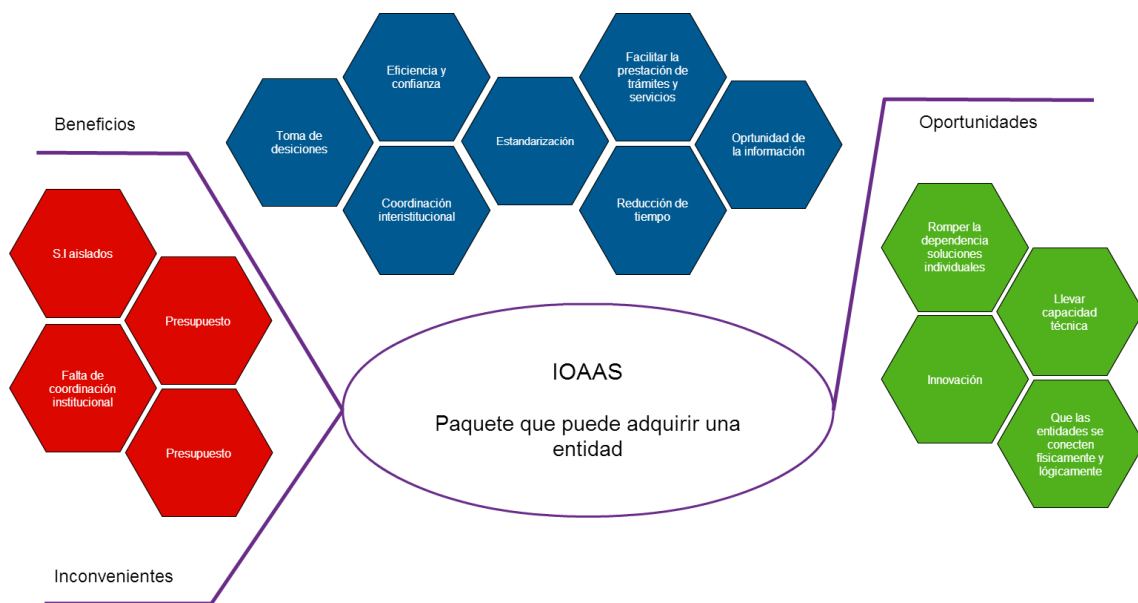 Beneficios
Toma de
desiciones
Eficiencia y
confianza
Coordinación
interistitucional
Estandarización
Facilitar la
prestación de
trámites y
servicios
Reducción de
tiempo
Oprtunidad de
la información
Oportunidades
Romper la
dependencia
soluciones
individuales
Llevar
capacidad
técnica
Innovación
Que las
entidades se
conecten
físicamente y
lógicamente
S.I aislados
Presupuesto
Falta de
coordinación
institucional
Presupuesto
Inconvenientes
IOAAS
Paquete que puede adquirir una
entidad